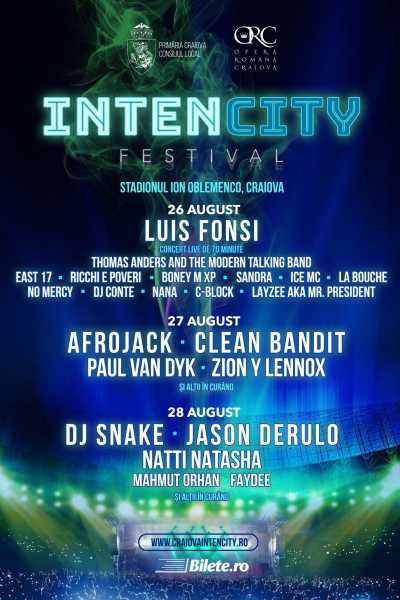 PRIMĂRIA CRAIOVA
CONSILIUL LOCAL
ORC
OPERA
ROMÂNĂ
CRAIOVA
INTENCITY
FESTIVAL
STADIONUL ION OBLEMENCO, CRAIOVA
26 AUGUST
LUIS FONSI
CONCERT LIVE DE 70 MINUTE
THOMAS ANDERS AND THE MODERN TALKING BAND
EAST 17 • RICCHI E POVERI • BONEY M XP • SANDRA • ICE MC • LA BOUCHE
NO MERCY • DJ CONTE • NANA • C-BLOCK • LAYZEE AKA MR. PRESIDENT
27 AUGUST
AFROJACK • CLEAN BANDIT
PAUL VAN DYK • ZION Y LENNOX
ȘI ALȚII ÎN CURÂND
28 AUGUST
DJ SNAKE • JASON DERULO
NATTI NATASHA
MAHMUT ORHAN FAYDEE
ȘI ALȚII ÎN CURÂND
WWW.CRAIOVAINTENCITY.RO
Bilete.ro